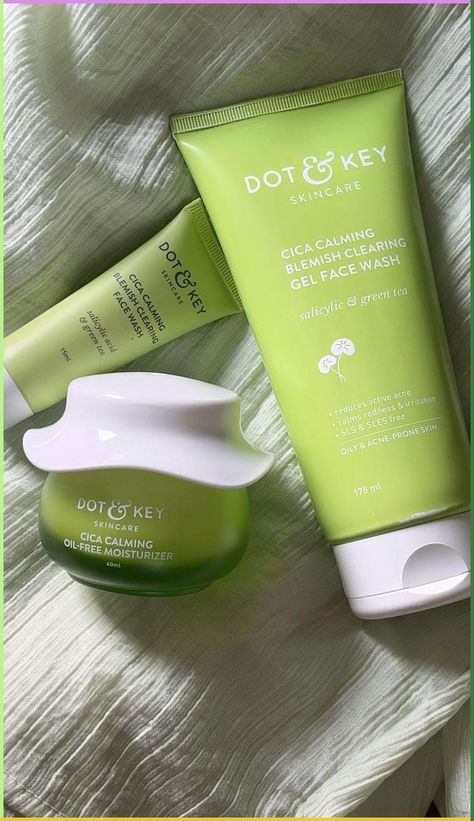 DOT & KEY
SKINCARE
CICA CALMING
BLEMISH CLEARING
GEL FACE WASH
salicylic & green tea
• reduces active acne
• calms redness & irritation
• SLS & SLES free
OILY & ACNE-PRONE SKIN
175 ml
DOT & KEY
SKINCARE
CICA CALMING
BLEMISH CLEARING
FACE WASH
salicylic acid
& green tea
15ml
DOT & KEY
SKINCARE
CICA CALMING
OIL-FREE MOISTURIZER
60ml